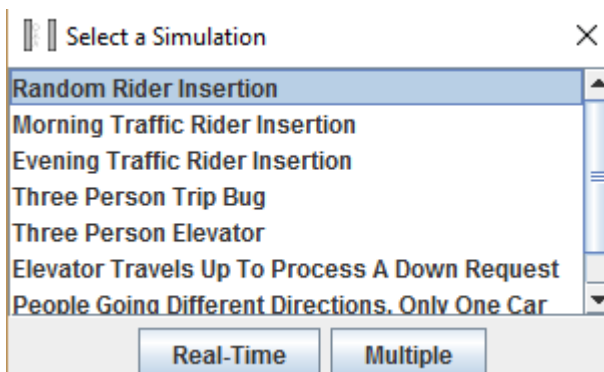 Select a Simulation
Random Rider Insertion
Morning Traffic Rider Insertion
Evening Traffic Rider Insertion
Three Person Trip Bug
Three Person Elevator
Elevator Travels Up To Process A Down Request
People Going Different Directions, Only One Car
Real-Time Multiple